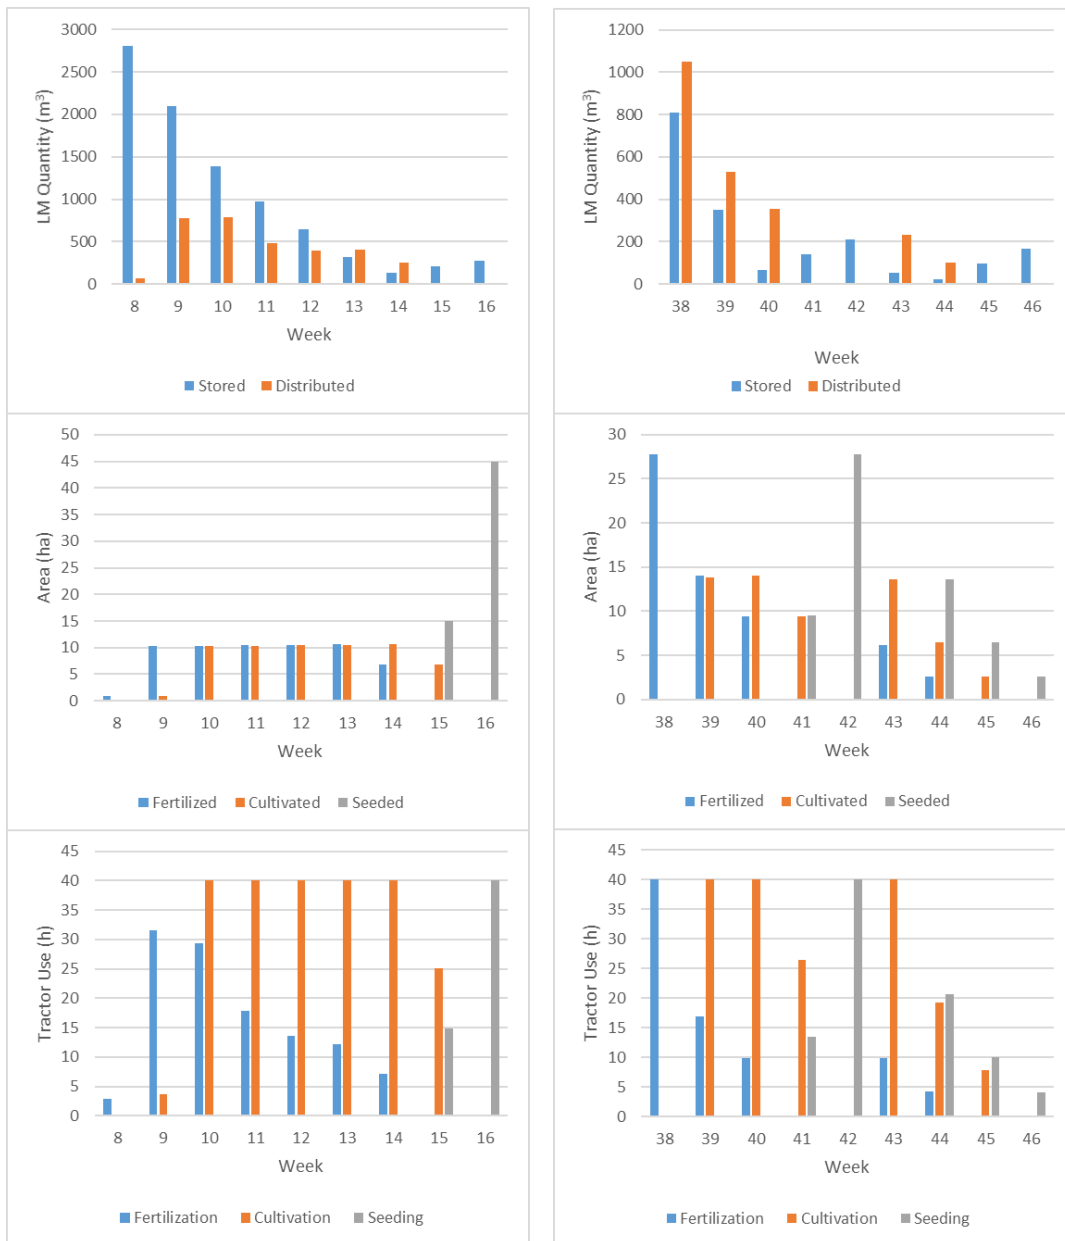 3000
2500
2000
1500
1000
500
0
LM Quantity (m³)
8 9 10 11 12 13 14 15 16
Week
Stored Distributed
1200
1000
800
600
400
200
0
LM Quantity (m³)
38 39 40 41 42 43 44 45 46
Week
Stored Distributed
50
45
40
35
30
25
20
15
10
5
0
Area (ha)
8 9 10 11 12 13 14 15 16
Week
Fertilized Cultivated Seeded
30
25
20
15
10
5
0
Area (ha)
38 39 40 41 42 43 44 45 46
Week
Fertilized Cultivated Seeded
45
40
35
30
25
20
15
10
5
0
Tractor Use (h)
8 9 10 11 12 13 14 15 16
Week
Fertilization Cultivation Seeding
45
40
35
30
25
20
15
10
5
0
Tractor Use (h)
38 39 40 41 42 43 44 45 46
Week
Fertilization Cultivation Seeding